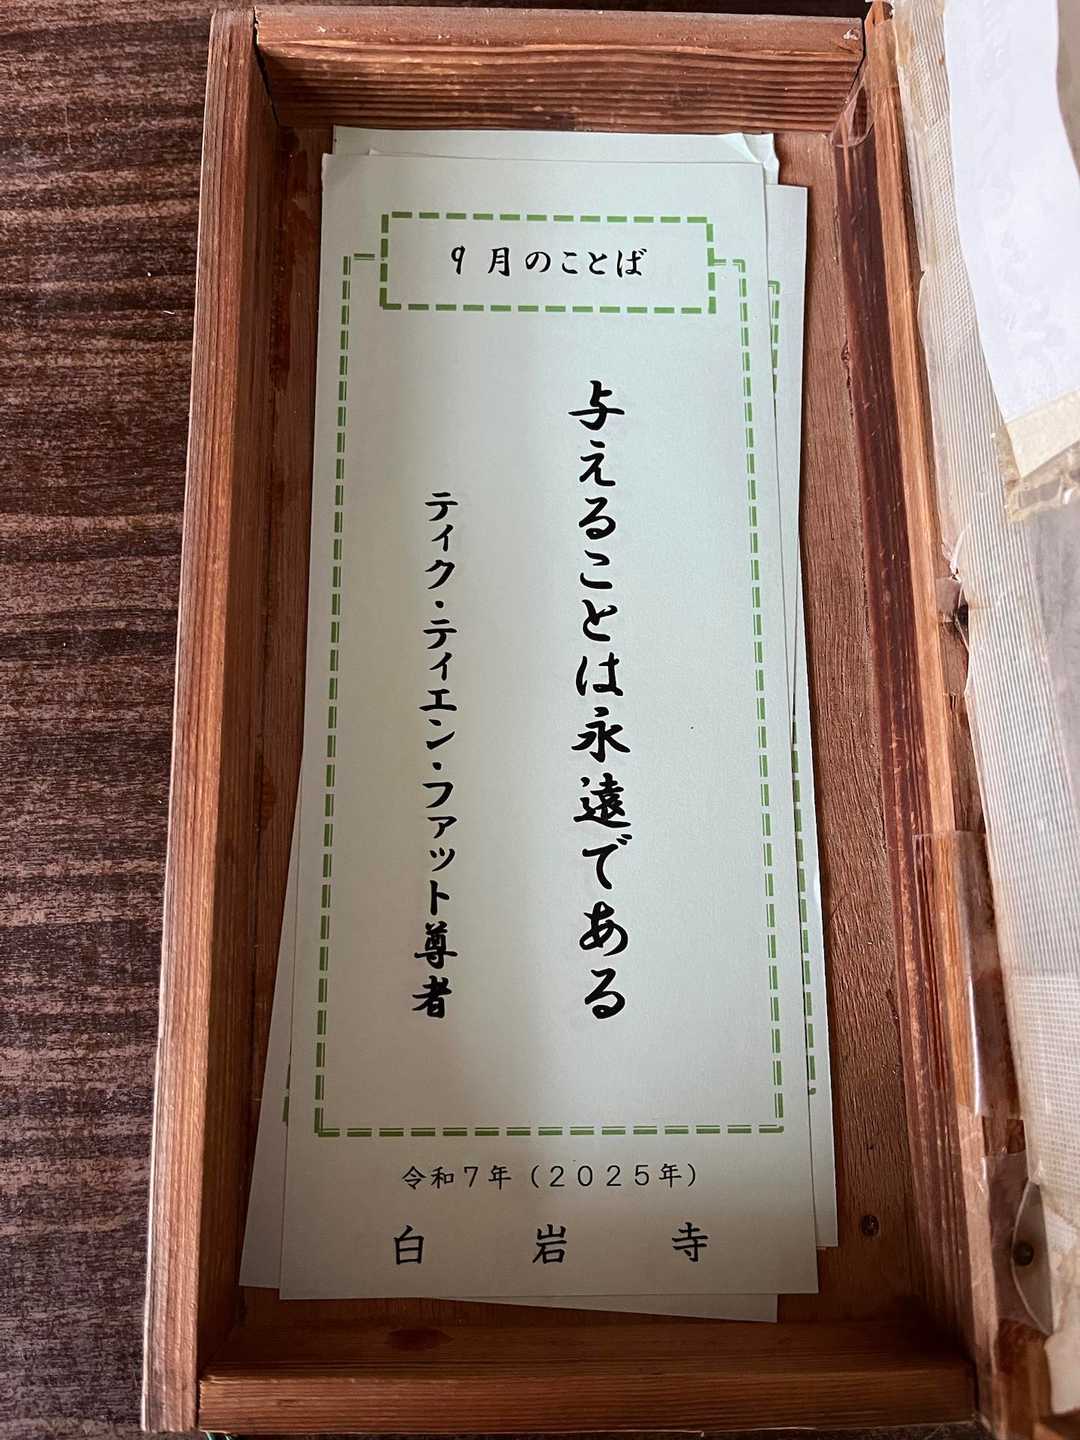 9月のことば
与えることは永遠である
ティク・ティエン・ファット尊者
令和7年（2025年）
白岩寺